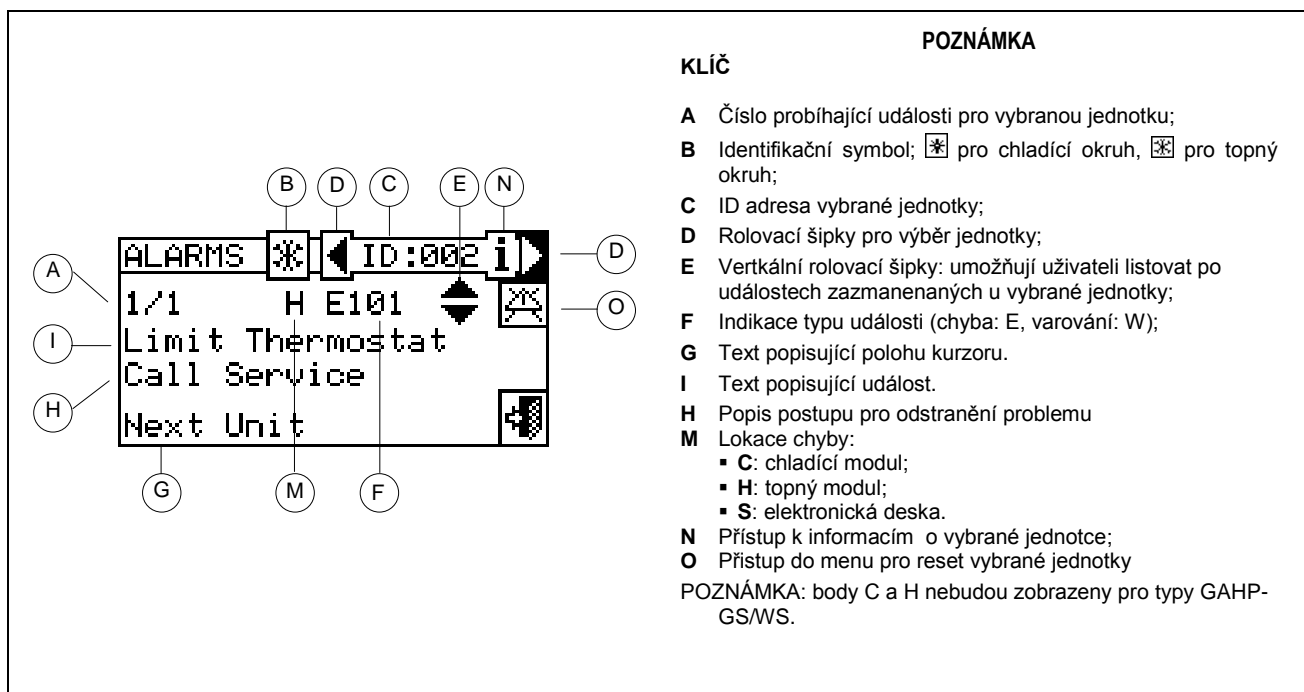 B D C E N
ALARMS ID:002 i
D
A
1/1 H E101
O
I
Limit Thermostat
Call Service
H
Next Unit
G M F
POZNÁMKA
KLÍČ
A Číslo probíhající události pro vybranou jednotku;
B Identifikační symbol; pro chladící okruh, pro topný
okruh;
C ID adresa vybrané jednotky;
D Rolovací šipky pro výběr jednotky;
E Vertkální rolovací šipky: umožňují uživateli listovat po
událostech zazmanenaných u vybrané jednotky;
F Indikace typu události (chyba: E, varování: W);
G Text popisující polohu kurzoru.
I Text popisující událost.
H Popis postupu pro odstranění problemu
M Lokace chyby:
▪ C: chladící modul;
▪ H: topný modul;
▪ S: elektronická deska.
N Přístup k informacím o vybrané jednotce;
O Přistup do menu pro reset vybrané jednotky
POZNÁMKA: body C a H nebudou zobrazeny pro typy GAHP-
GS/WS.